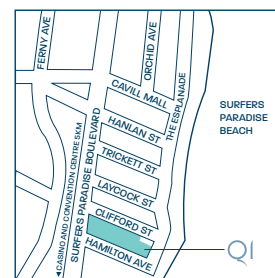 FERNY AVE
ORCHID AVE
CAVILL MALL
THE ESPLANADE
SURFERS
PARADISE
BEACH
HANLAN ST
TRICKETT ST
LAYCOCK ST
CLIFFORD ST
HAMILTON AVE
SURFERS PARADISE BOULEVARD
CASINO AND CONVENTION CENTRE 5KM
Q1